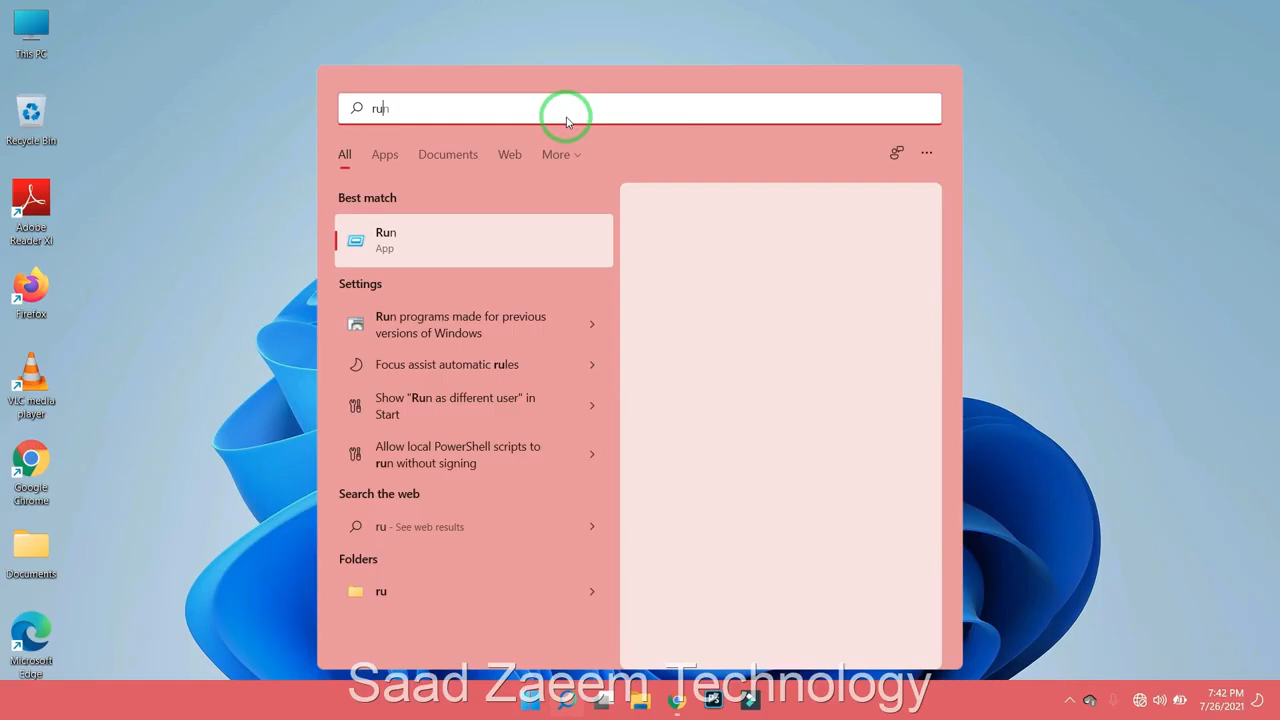 This PC
Recycle Bin
Adobe
Reader XI
Firefox
VLC media
player
Google
Chrome
Documents
Microsoft
Edge
run
All
Apps
Documents
Web
More
Best match
Run
App
Settings
Run programs made for previous
versions of Windows
Focus assist automatic rules
Show "Run as different user" in
Start
Allow local PowerShell scripts to
run without signing
Search the web
ru - See web results
Folders
ru
Saad Zaeem Technology
PS
7:42 PM
7/26/2021